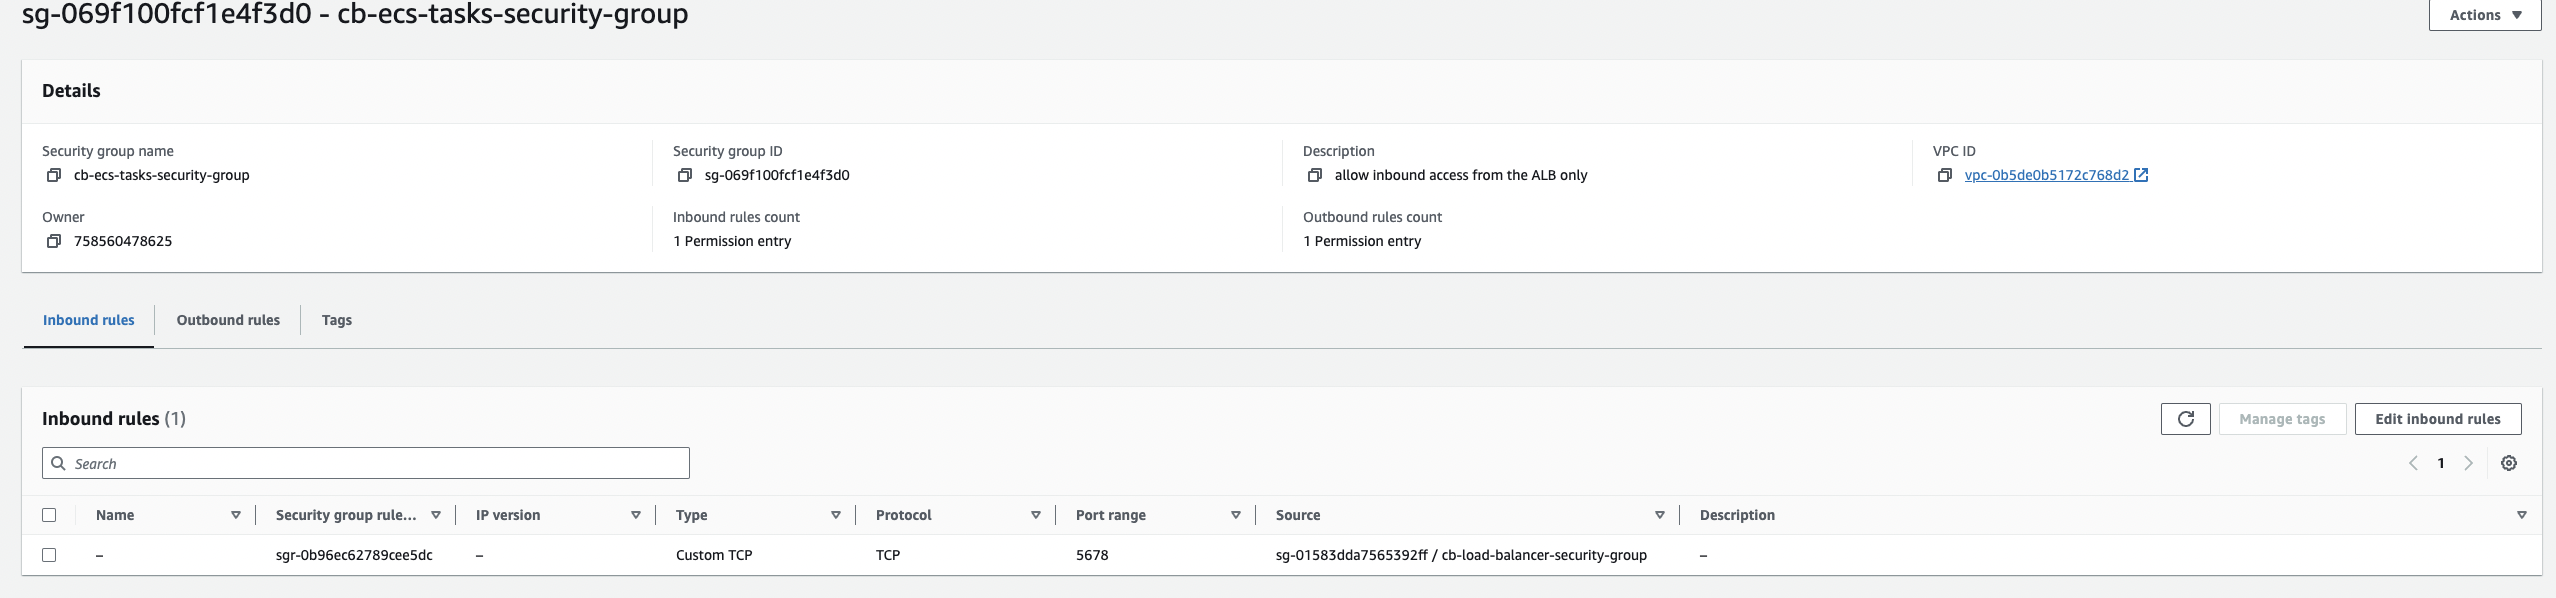 sg-069f100fcf1e4f3d0 - cb-ecs-tasks-security-group
Actions
Details
Security group name
cb-ecs-tasks-security-group
Security group ID
sg-069f100fcf1e4f3d0
Description
allow inbound access from the ALB only
VPC ID
vpc-0b5de0b5172c768d2
Owner
758560478625
Inbound rules count
1 Permission entry
Outbound rules count
1 Permission entry
Inbound rules Outbound rules Tags
Inbound rules (1)
Manage tags Edit inbound rules
Search
1
Name Security group rule... IP version Type Protocol Port range Source Description
– sgr-0b96ec62789cee5dc – Custom TCP TCP 5678 sg-01583dda7565392ff / cb-load-balancer-security-group –